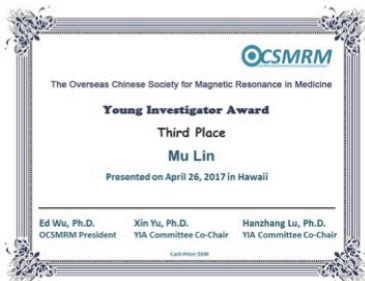 OCSMRM
The Overseas Chinese Society for Magnetic Resonance in Medicine
Young Investigator Award
Third Place
Mu Lin
Presented on April 26, 2017 in Hawaii
Ed Wu, Ph.D. Xin Yu, Ph.D. Hanzhang Lu, Ph.D.
OCSMRM President YIA Committee Co-Chair YIA Committee Co-Chair
Cash Prize: